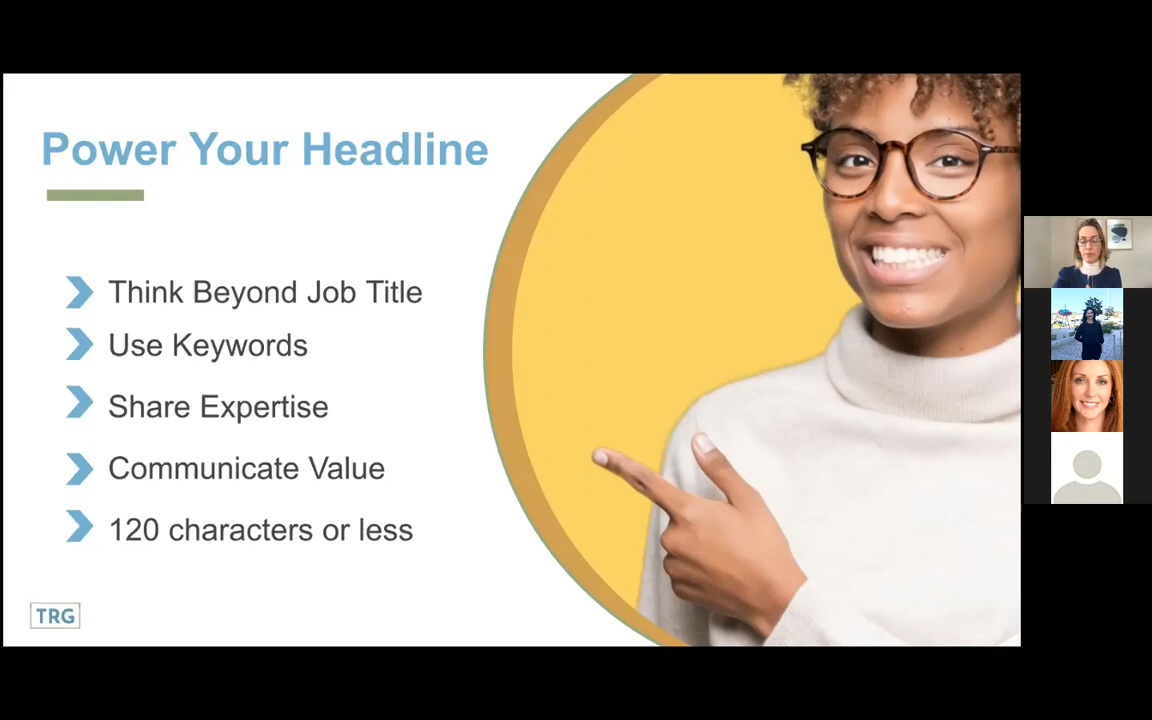 Power Your Headline
Think Beyond Job Title
Use Keywords
Share Expertise
Communicate Value
120 characters or less
TRG